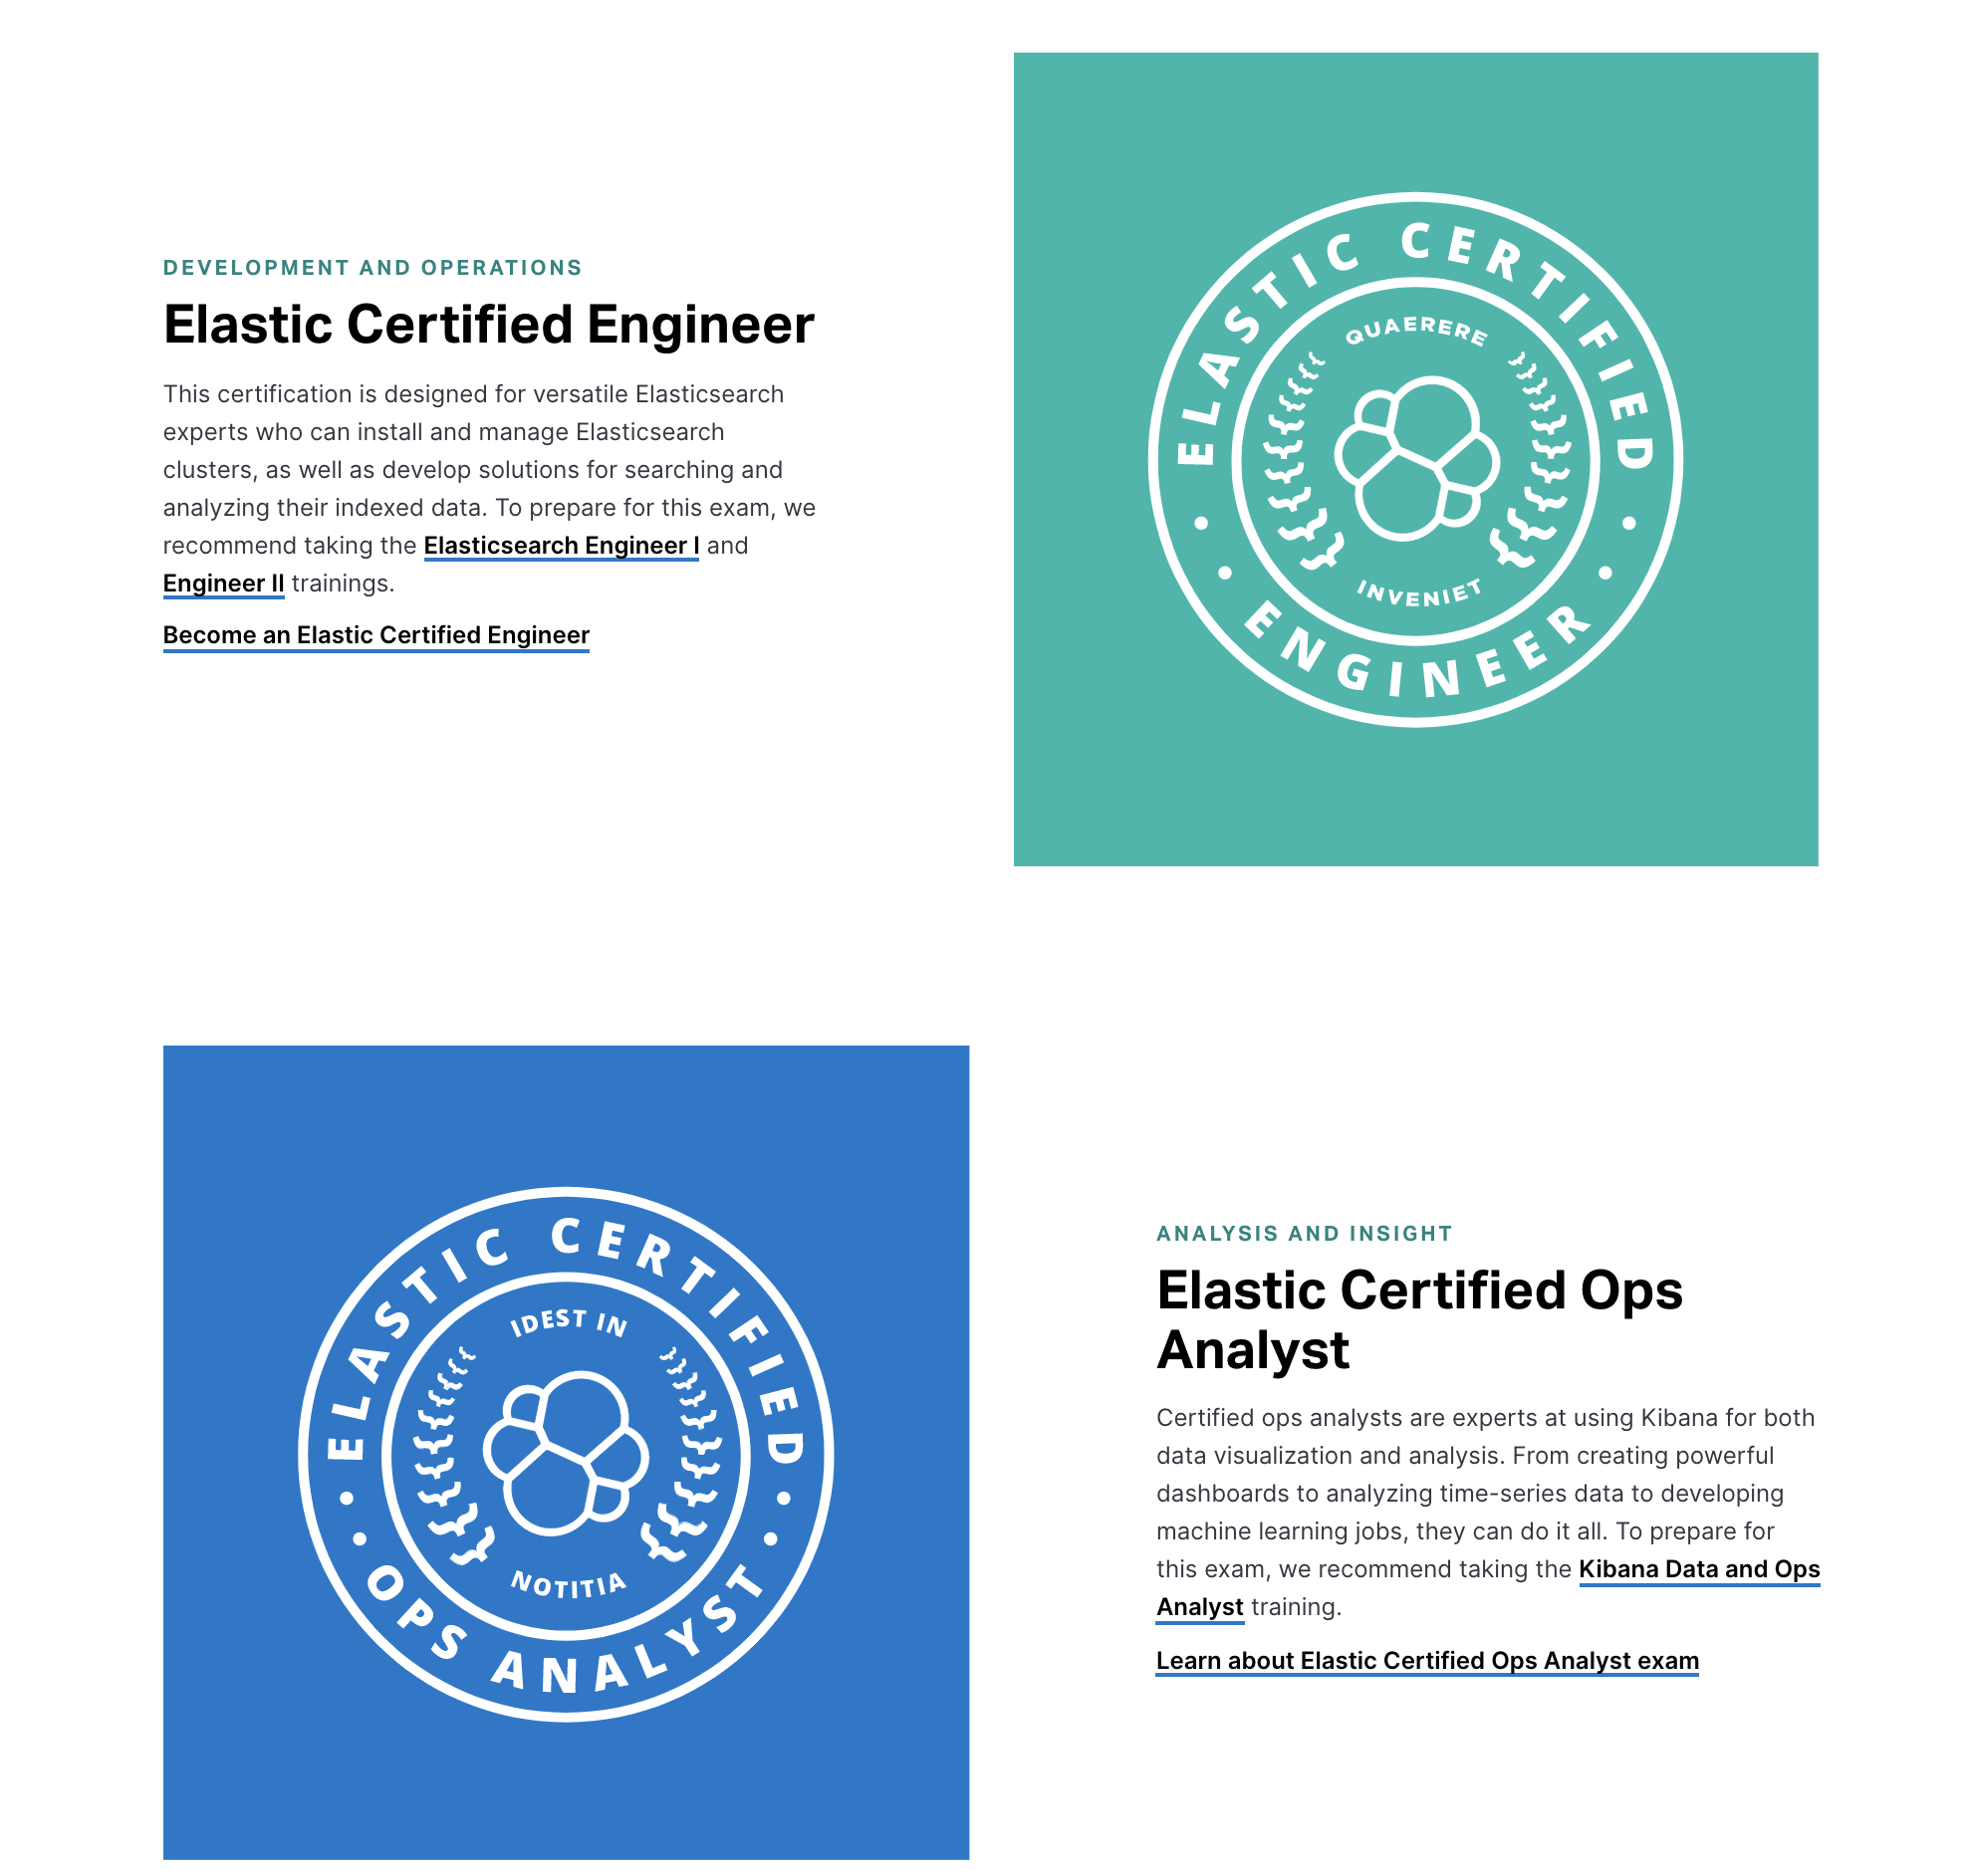 DEVELOPMENT AND OPERATIONS
Elastic Certified Engineer
This certification is designed for versatile Elasticsearch
experts who can install and manage Elasticsearch
clusters, as well as develop solutions for searching and
analyzing their indexed data. To prepare for this exam, we
recommend taking the Elasticsearch Engineer I and
Engineer II trainings.
Become an Elastic Certified Engineer
ELASTIC CERTIFIED
QUAERERE
INVENIET
ENGINEER
ELASTIC CERTIFIED
IDEST IN
NOTITIA
OPS ANALYST
ANALYSIS AND INSIGHT
Elastic Certified Ops
Analyst
Certified ops analysts are experts at using Kibana for both
data visualization and analysis. From creating powerful
dashboards to analyzing time-series data to developing
machine learning jobs, they can do it all. To prepare for
this exam, we recommend taking the Kibana Data and Ops
Analyst training.
Learn about Elastic Certified Ops Analyst exam